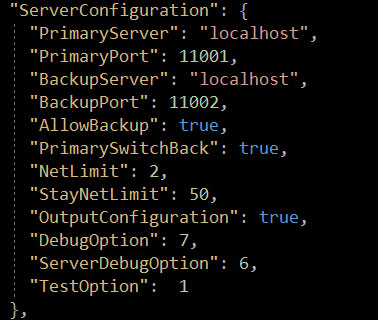 "ServerConfiguration": {
"PrimaryServer": "localhost",
"PrimaryPort": 11001,
"BackupServer": "localhost",
"BackupPort": 11002,
"AllowBackup": true,
"PrimarySwitchBack": true,
"NetLimit": 2,
"StayNetLimit": 50,
"OutputConfiguration": true,
"DebugOption": 7,
"ServerDebugOption": 6,
"TestOption":  1
},